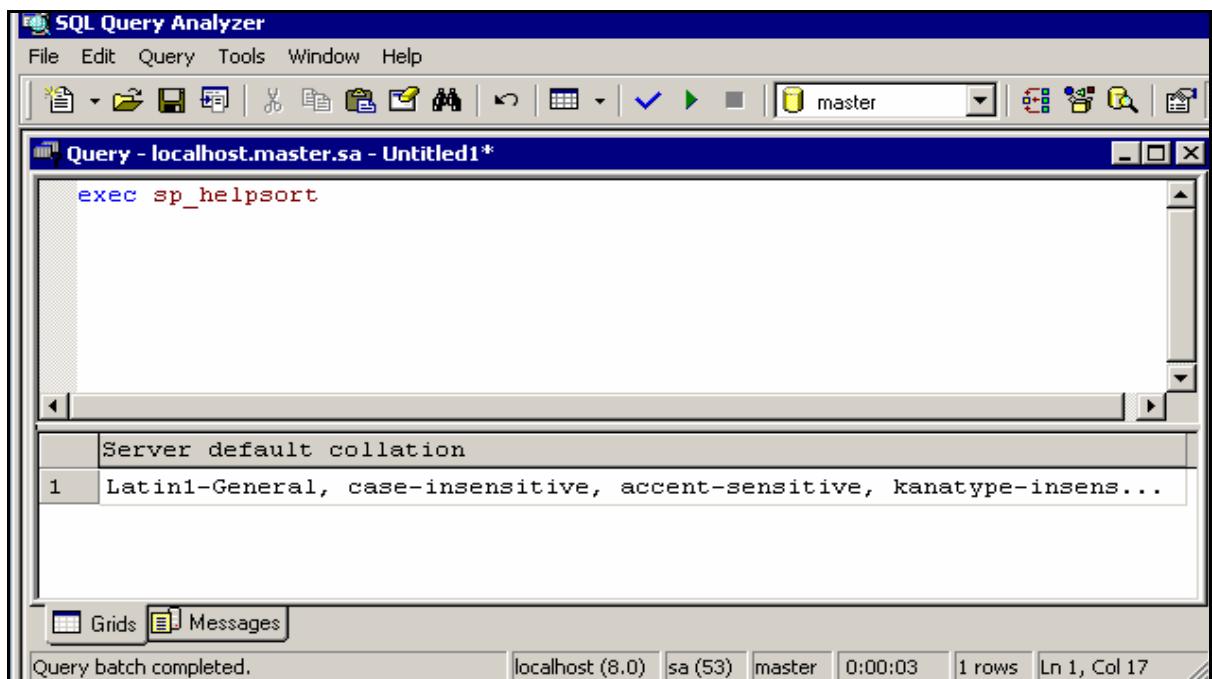 SQL Query Analyzer
File Edit Query Tools Window Help
master
Query - localhost.master.sa - Untitled1*
exec sp_helpsort
Server default collation
1 Latin1-General, case-insensitive, accent-sensitive, kanatype-insens...
Grids Messages
Query batch completed. localhost (8.0) sa (53) master 0:00:03 1 rows Ln 1, Col 17